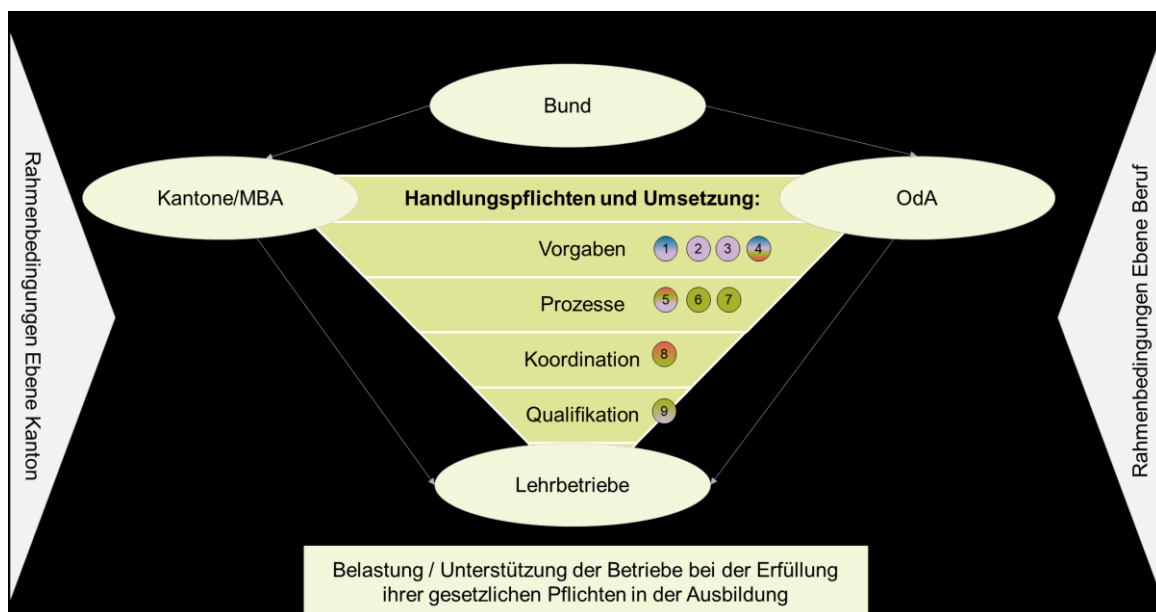 Bund
Kantone/MBA
OdA
Handlungspflichten und Umsetzung:
Vorgaben 1 2 3 4
Prozesse 5 6 7
Koordination 8
Qualifikation 9
Lehrbetriebe
Belastung / Unterstützung der Betriebe bei der Erfüllung
ihrer gesetzlichen Pflichten in der Ausbildung
Rahmenbedingungen Ebene Kanton
Rahmenbedingungen Ebene Beruf